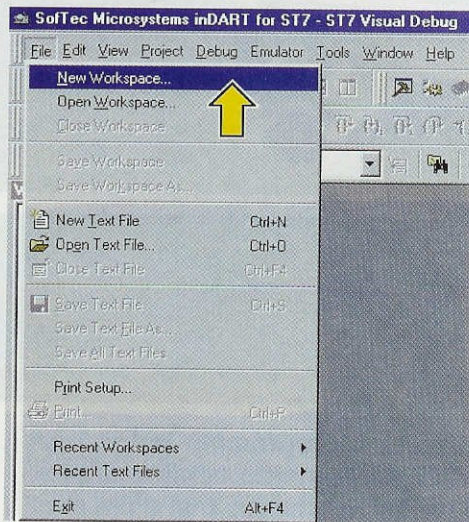 SofTec Microsystems inDART for ST7 - ST7 Visual Debug
File Edit View Project Debug Emulator Tools Window Help
New Workspace...
Open Workspace...
Close Workspace
Save Workspace
Save Workspace As...
New Text File Ctrl+N
Open Text File... Ctrl+O
Close Text File Ctrl+F4
Save Text File Ctrl+S
Save Text File As...
Save All Text Files
Print Setup...
Print... Ctrl+P
Recent Workspaces
Recent Text Files
Exit Alt+F4